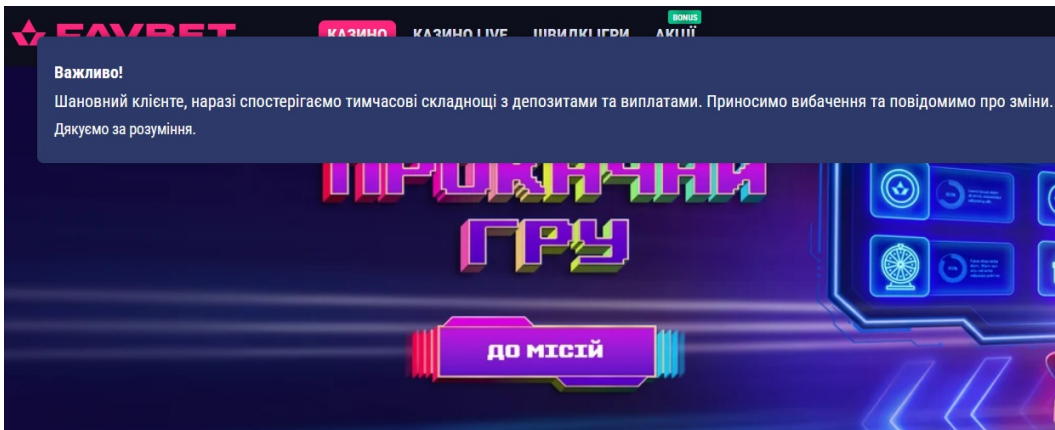 FAVBET
КАЗИНО КАЗИНО LIVE ШВИДКІ ІГРИ BONUS АКЦІЇ
Важливо!
Шановний клієнте, наразі спостерігаємо тимчасові складнощі з депозитами та виплатами. Приносимо вибачення та повідомимо про зміни.
Дякуємо за розуміння.
ПРОКАЧАЙ
ГРУ
ДО МІСІЙ